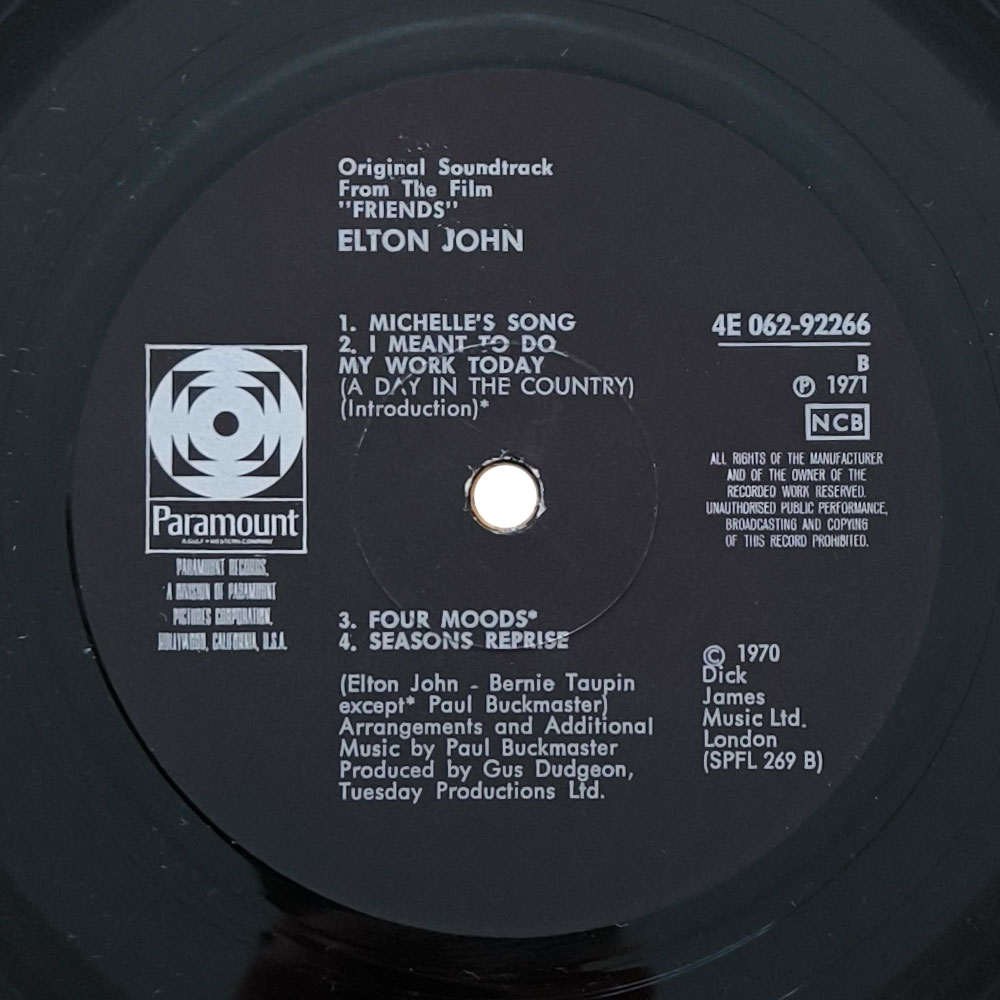 Original Soundtrack
From The Film
"FRIENDS"
ELTON JOHN
1. MICHELLE'S SONG
2. I MEANT TO DO
MY WORK TODAY
(A DAY IN THE COUNTRY)
(Introduction)*
4E 062-92266
B
℗ 1971
NCB
ALL RIGHTS OF THE MANUFACTURER
AND OF THE OWNER OF THE
RECORDED WORK RESERVED.
UNAUTHORISED PUBLIC PERFORMANCE,
BROADCASTING AND COPYING
OF THIS RECORD PROHIBITED.
Paramount
A GULF + WESTERN COMPANY
PARAMOUNT RECORDS,
A DIVISION OF PARAMOUNT
PICTURES CORPORATION,
HOLLYWOOD, CALIFORNIA, U.S.A.
3. FOUR MOODS*
4. SEASONS REPRISE
(Elton John - Bernie Taupin
except* Paul Buckmaster)
Arrangements and Additional
Music by Paul Buckmaster
Produced by Gus Dudgeon,
Tuesday Productions Ltd.
© 1970
Dick
James
Music Ltd.
London
(SPFL 269 B)